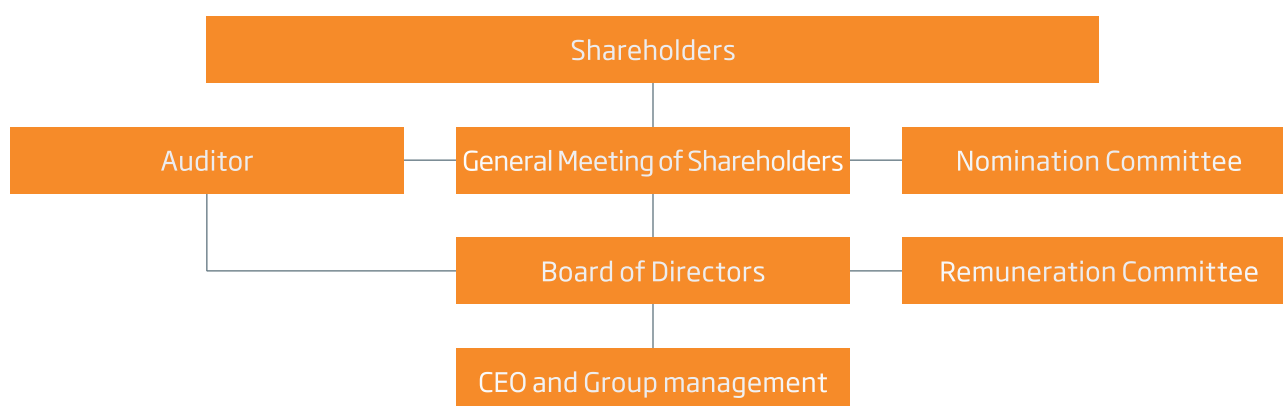 Shareholders
Auditor
General Meeting of Shareholders
Nomination Committee
Board of Directors
Remuneration Committee
CEO and Group management